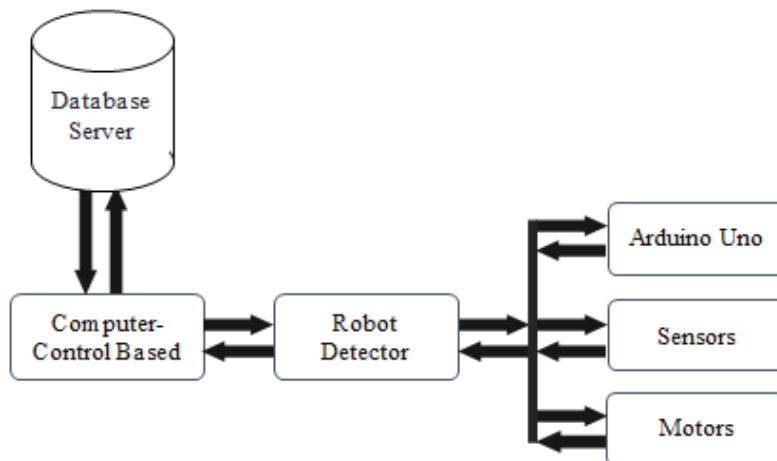 Database
Server
Computer-
Control Based
Robot
Detector
Arduino Uno
Sensors
Motors